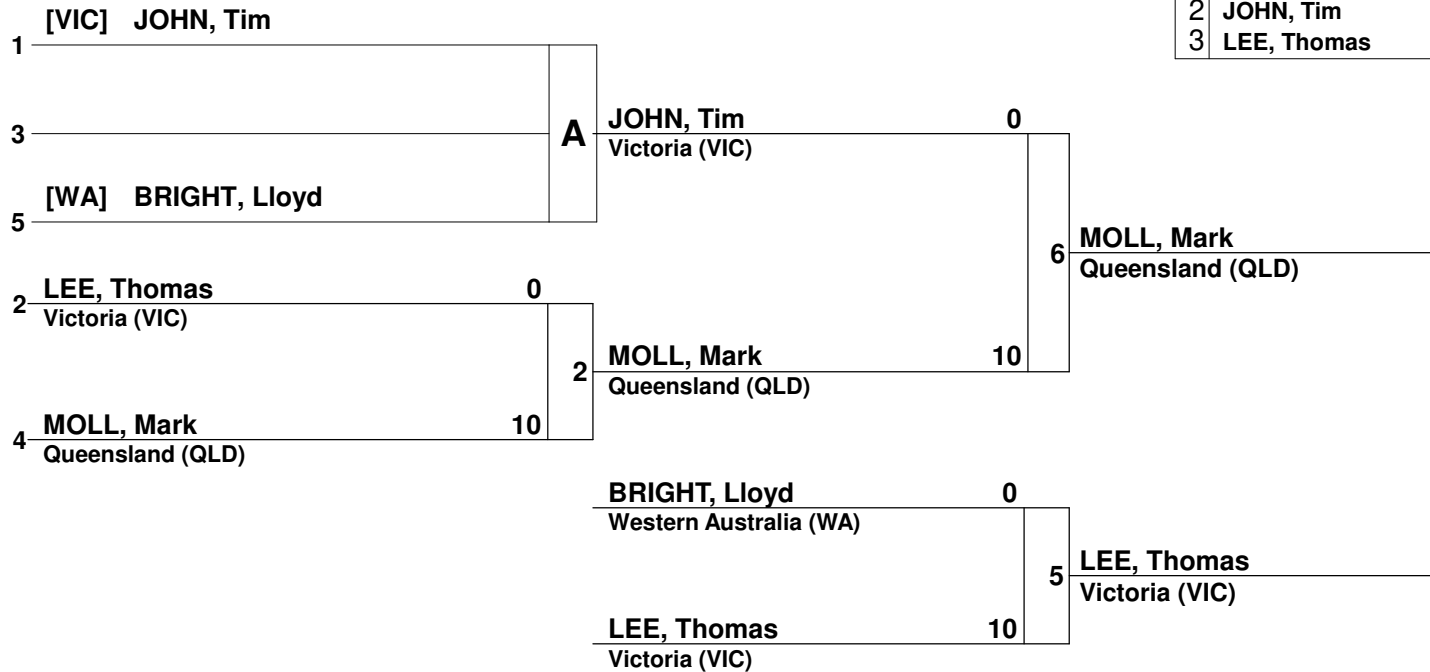 2 JOHN, Tim
3 LEE, Thomas
[VIC] JOHN, Tim
1
3
A
JOHN, Tim 0
Victoria (VIC)
[WA] BRIGHT, Lloyd
5
6
MOLL, Mark
Queensland (QLD)
LEE, Thomas 0
2
Victoria (VIC)
2
MOLL, Mark 10
Queensland (QLD)
MOLL, Mark 10
4
Queensland (QLD)
BRIGHT, Lloyd 0
Western Australia (WA)
5
LEE, Thomas
Victoria (VIC)
LEE, Thomas 10
Victoria (VIC)